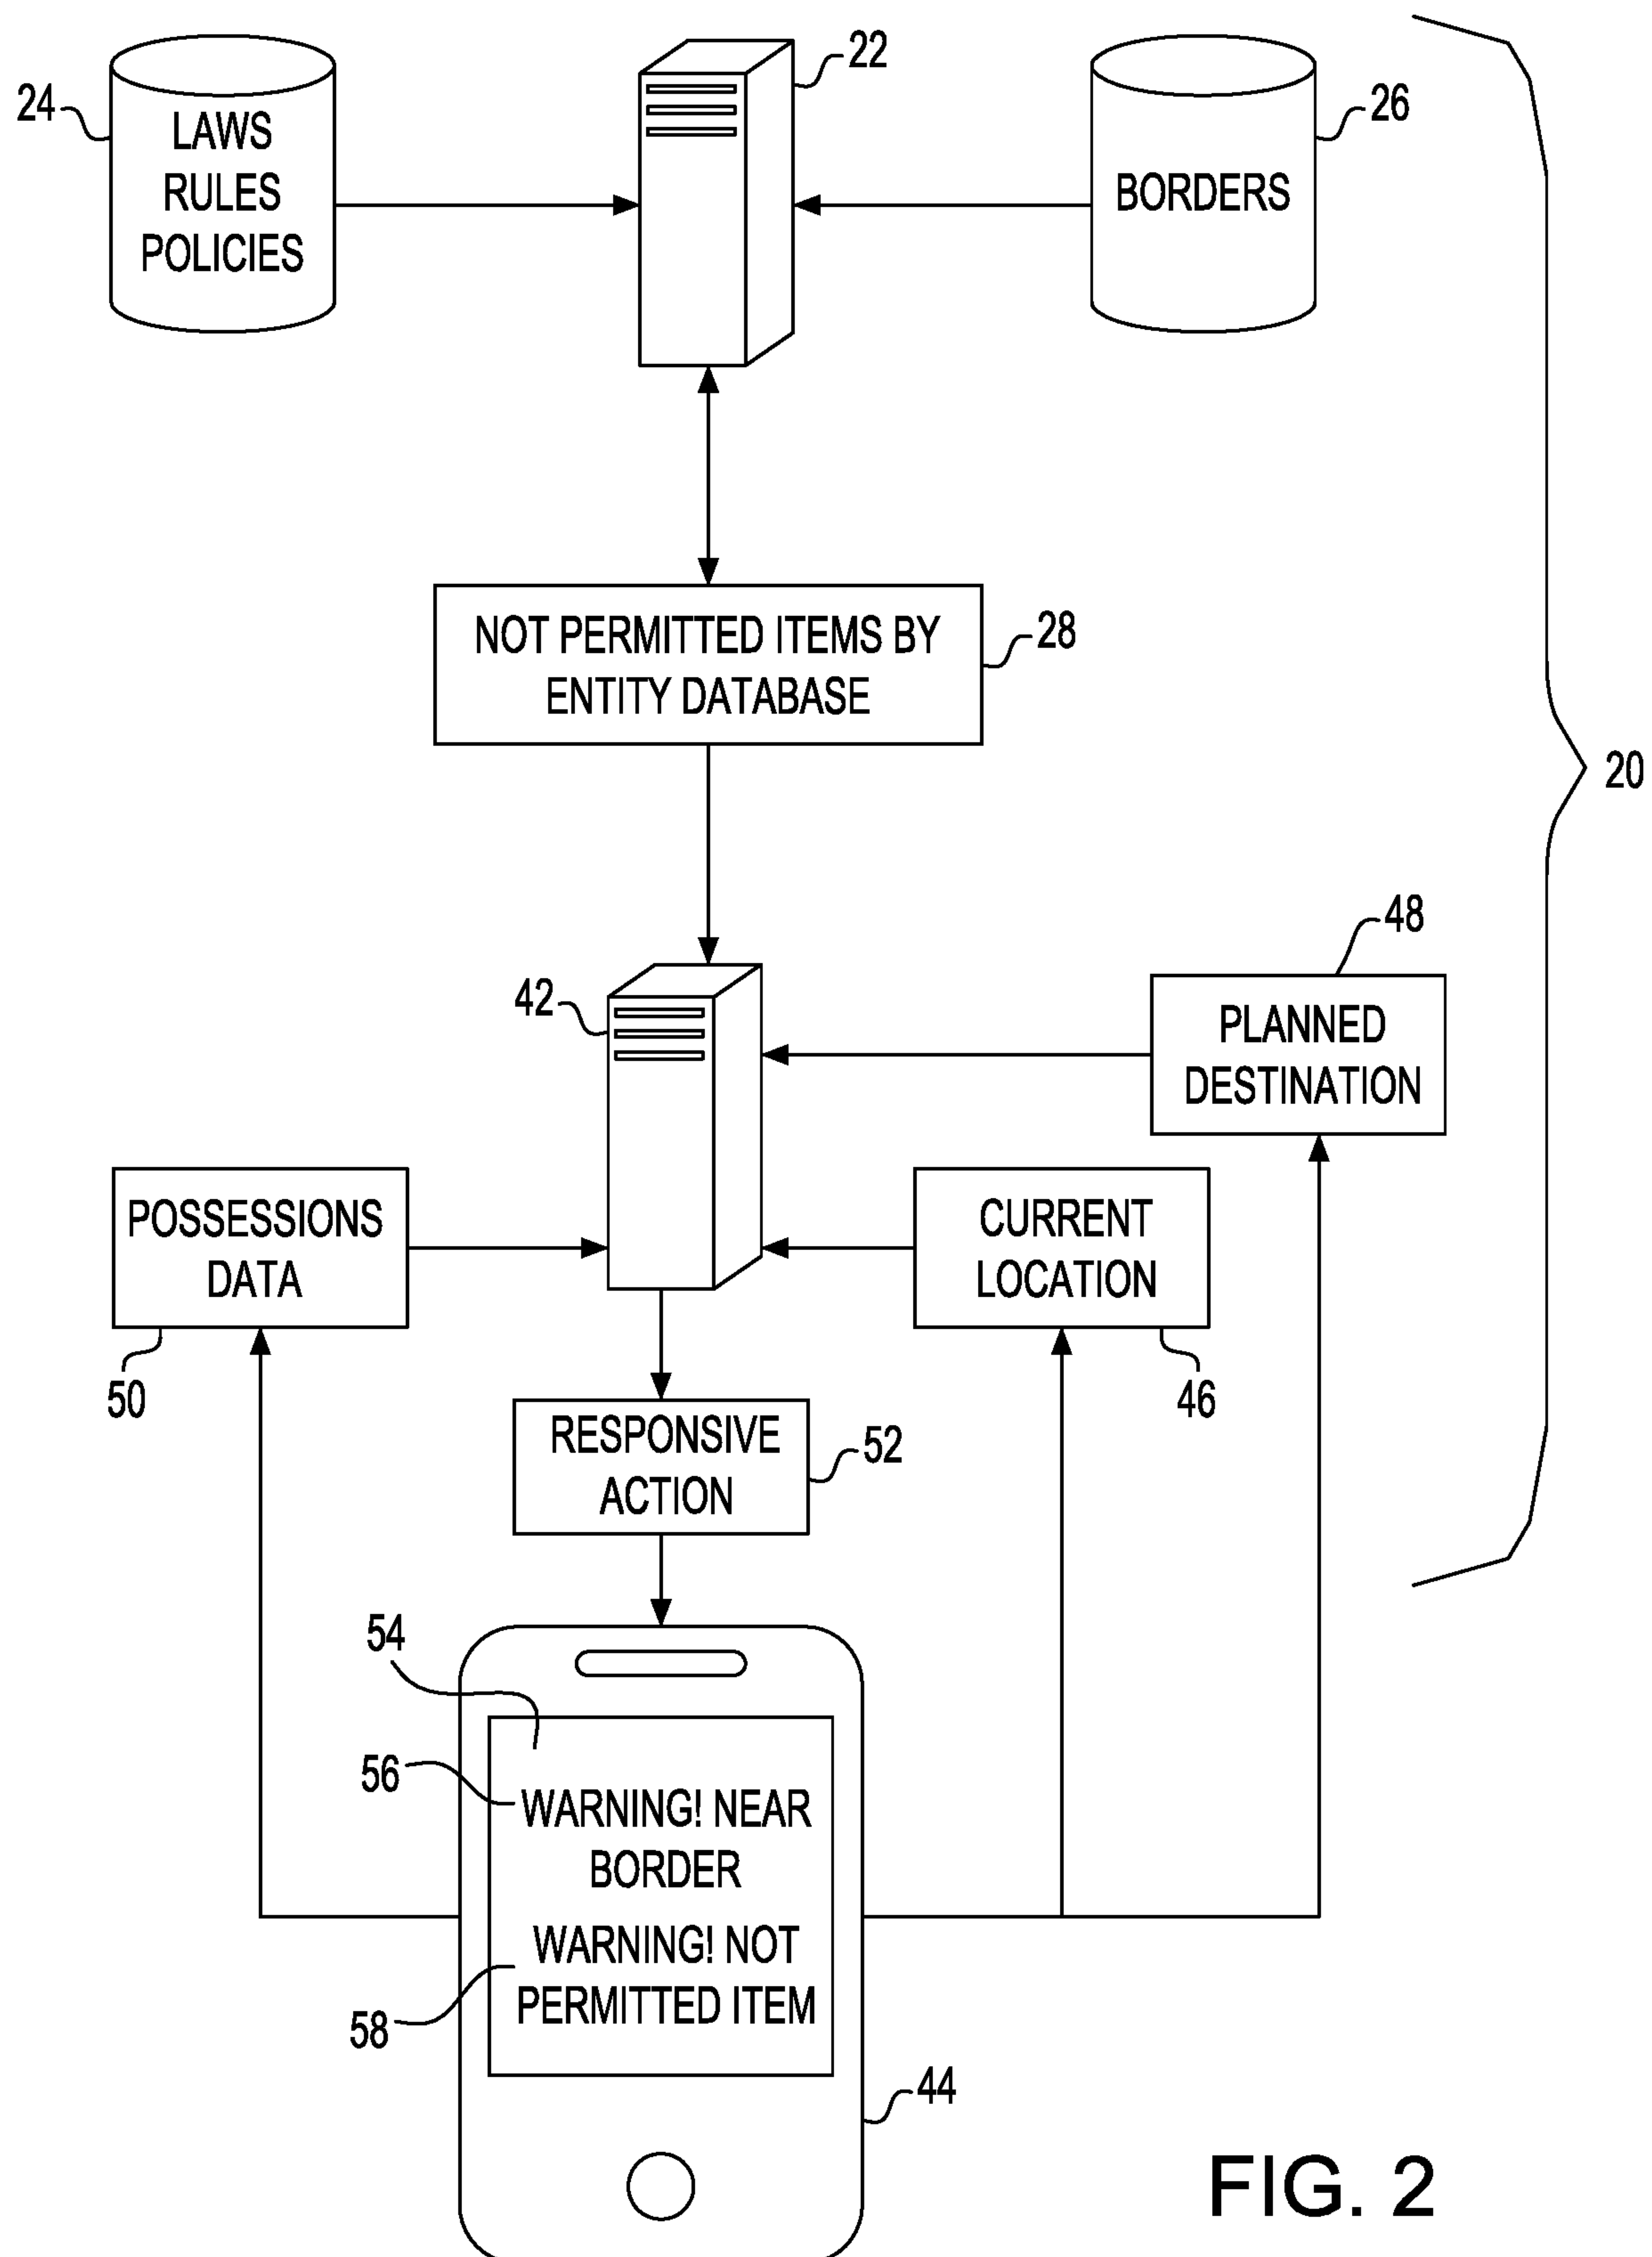 22
24
LAWS
RULES
POLICIES
26
BORDERS
NOT PERMITTED ITEMS BY
ENTITY DATABASE
28
20
48
PLANNED
DESTINATION
42
POSSESSIONS
DATA
50
CURRENT
LOCATION
46
RESPONSIVE
ACTION
52
54
56
WARNING! NEAR
BORDER
WARNING! NOT
PERMITTED ITEM
58
44
FIG. 2